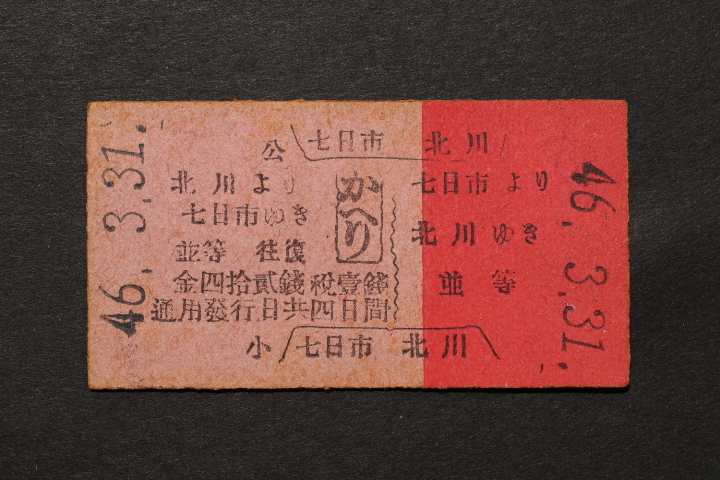 46. 3.31.
公 七日市 北川
北川より
七日市ゆき
並等 往復
金四拾貳錢 税壹錢
通用發行日共四日間
小 七日市 北川
かへり
七日市より
北川ゆき
並等
46. 3.31.